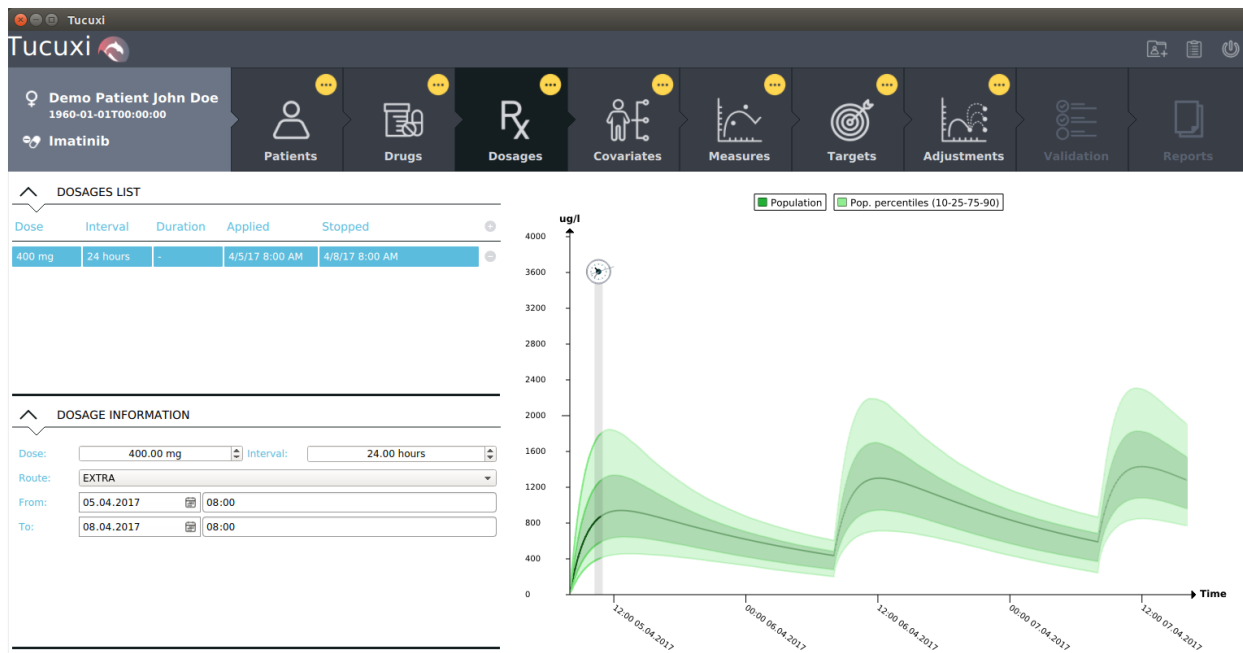 Tucuxi
Tucuxi
Demo Patient John Doe
1960-01-01T00:00:00
Imatinib
Patients
Drugs
Dosages
Covariates
Measures
Targets
Adjustments
Validation
Reports
DOSAGES LIST
Dose Interval Duration Applied Stopped
400 mg 24 hours - 4/5/17 8:00 AM 4/8/17 8:00 AM
DOSAGE INFORMATION
Dose: 400.00 mg Interval: 24.00 hours
Route: EXTRA
From: 05.04.2017 08:00
To: 08.04.2017 08:00
Population Pop. percentiles (10-25-75-90)
ug/l
4000
3600
3200
2800
2400
2000
1600
1200
800
400
0
Time
12:00 05.04.2017
00:00 06.04.2017
12:00 06.04.2017
00:00 07.04.2017
12:00 07.04.2017